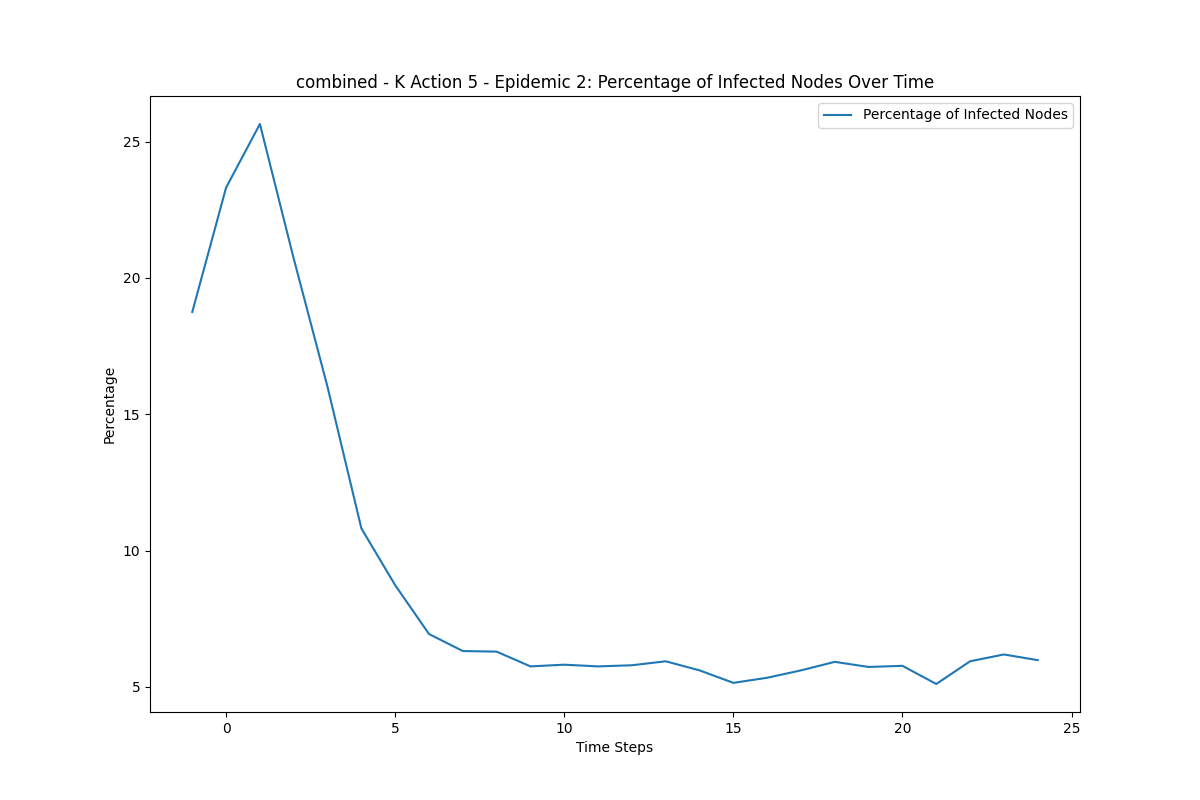 combined - K Action 5 - Epidemic 2: Percentage of Infected Nodes Over Time
Percentage of Infected Nodes
25
20
15
10
5
Percentage
0 5 10 15 20 25
Time Steps